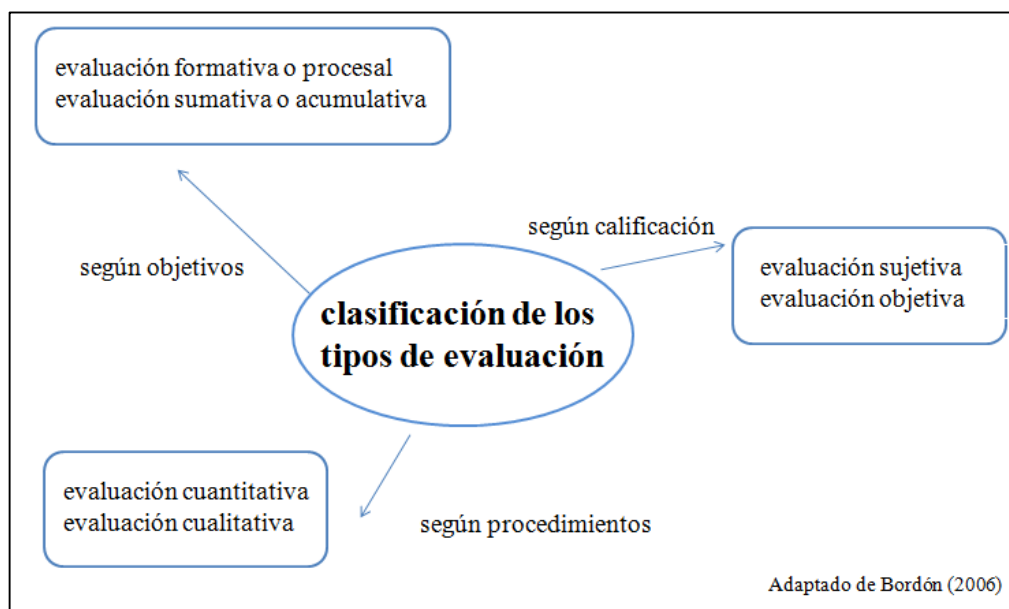 evaluación formativa o procesal
evaluación sumativa o acumulativa
según calificación
según objetivos
evaluación sujetiva
evaluación objetiva
clasificación de los
tipos de evaluación
evaluación cuantitativa
evaluación cualitativa
según procedimientos
Adaptado de Bordón (2006)